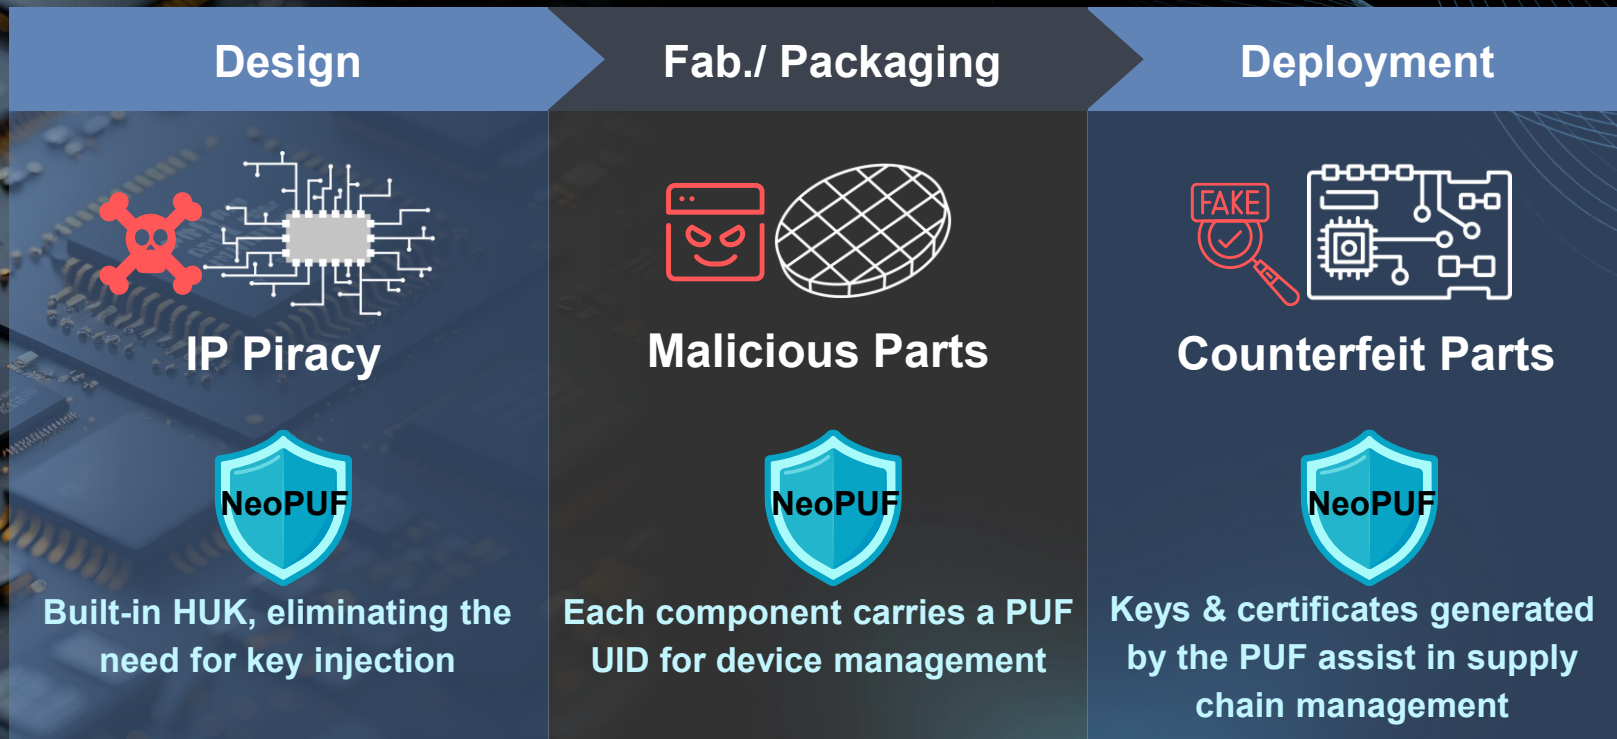 Design
Fab./ Packaging
Deployment
FAKE
IP Piracy
Malicious Parts
Counterfeit Parts
NeoPUF
NeoPUF
NeoPUF
Built-in HUK, eliminating the
need for key injection
Each component carries a PUF
UID for device management
Keys & certificates generated
by the PUF assist in supply
chain management